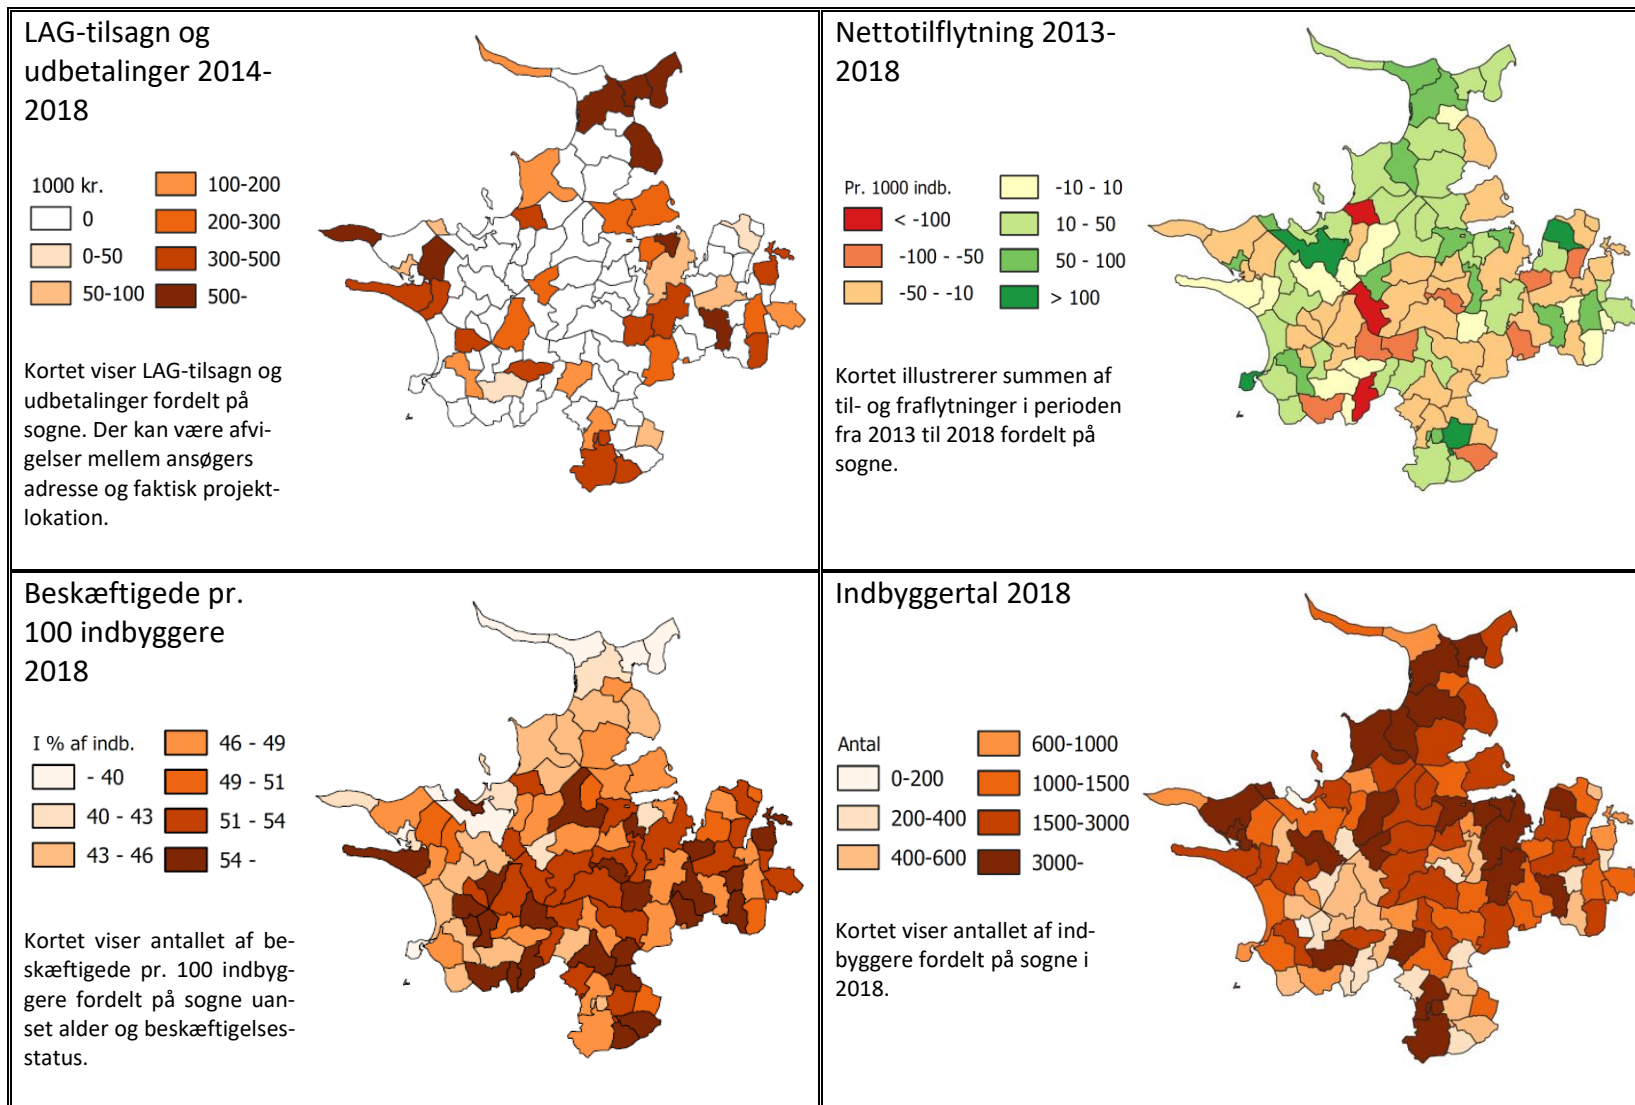 LAG-tilsagn og
udbetalinger 2014-
2018
1000 kr.
0
0-50
50-100
100-200
200-300
300-500
500-
Kortet viser LAG-tilsagn og
udbetalinger fordelt på
sogne. Der kan være afvi-
gelser mellem ansøgers
adresse og faktisk projekt-
lokation.
Nettotilflytning 2013-
2018
Pr. 1000 indb.
< -100
-100 - -50
-50 - -10
-10 - 10
10 - 50
50 - 100
> 100
Kortet illustrerer summen af
til- og fraflytninger i perioden
fra 2013 til 2018 fordelt på
sogne.
Beskæftigede pr.
100 indbyggere
2018
I % af indb.
- 40
40 - 43
43 - 46
46 - 49
49 - 51
51 - 54
54 -
Kortet viser antallet af be-
skæftigede pr. 100 indbyg-
gere fordelt på sogne uan-
set alder og beskæftigelses-
status.
Indbyggertal 2018
Antal
0-200
200-400
400-600
600-1000
1000-1500
1500-3000
3000-
Kortet viser antallet af ind-
byggere fordelt på sogne i
2018.